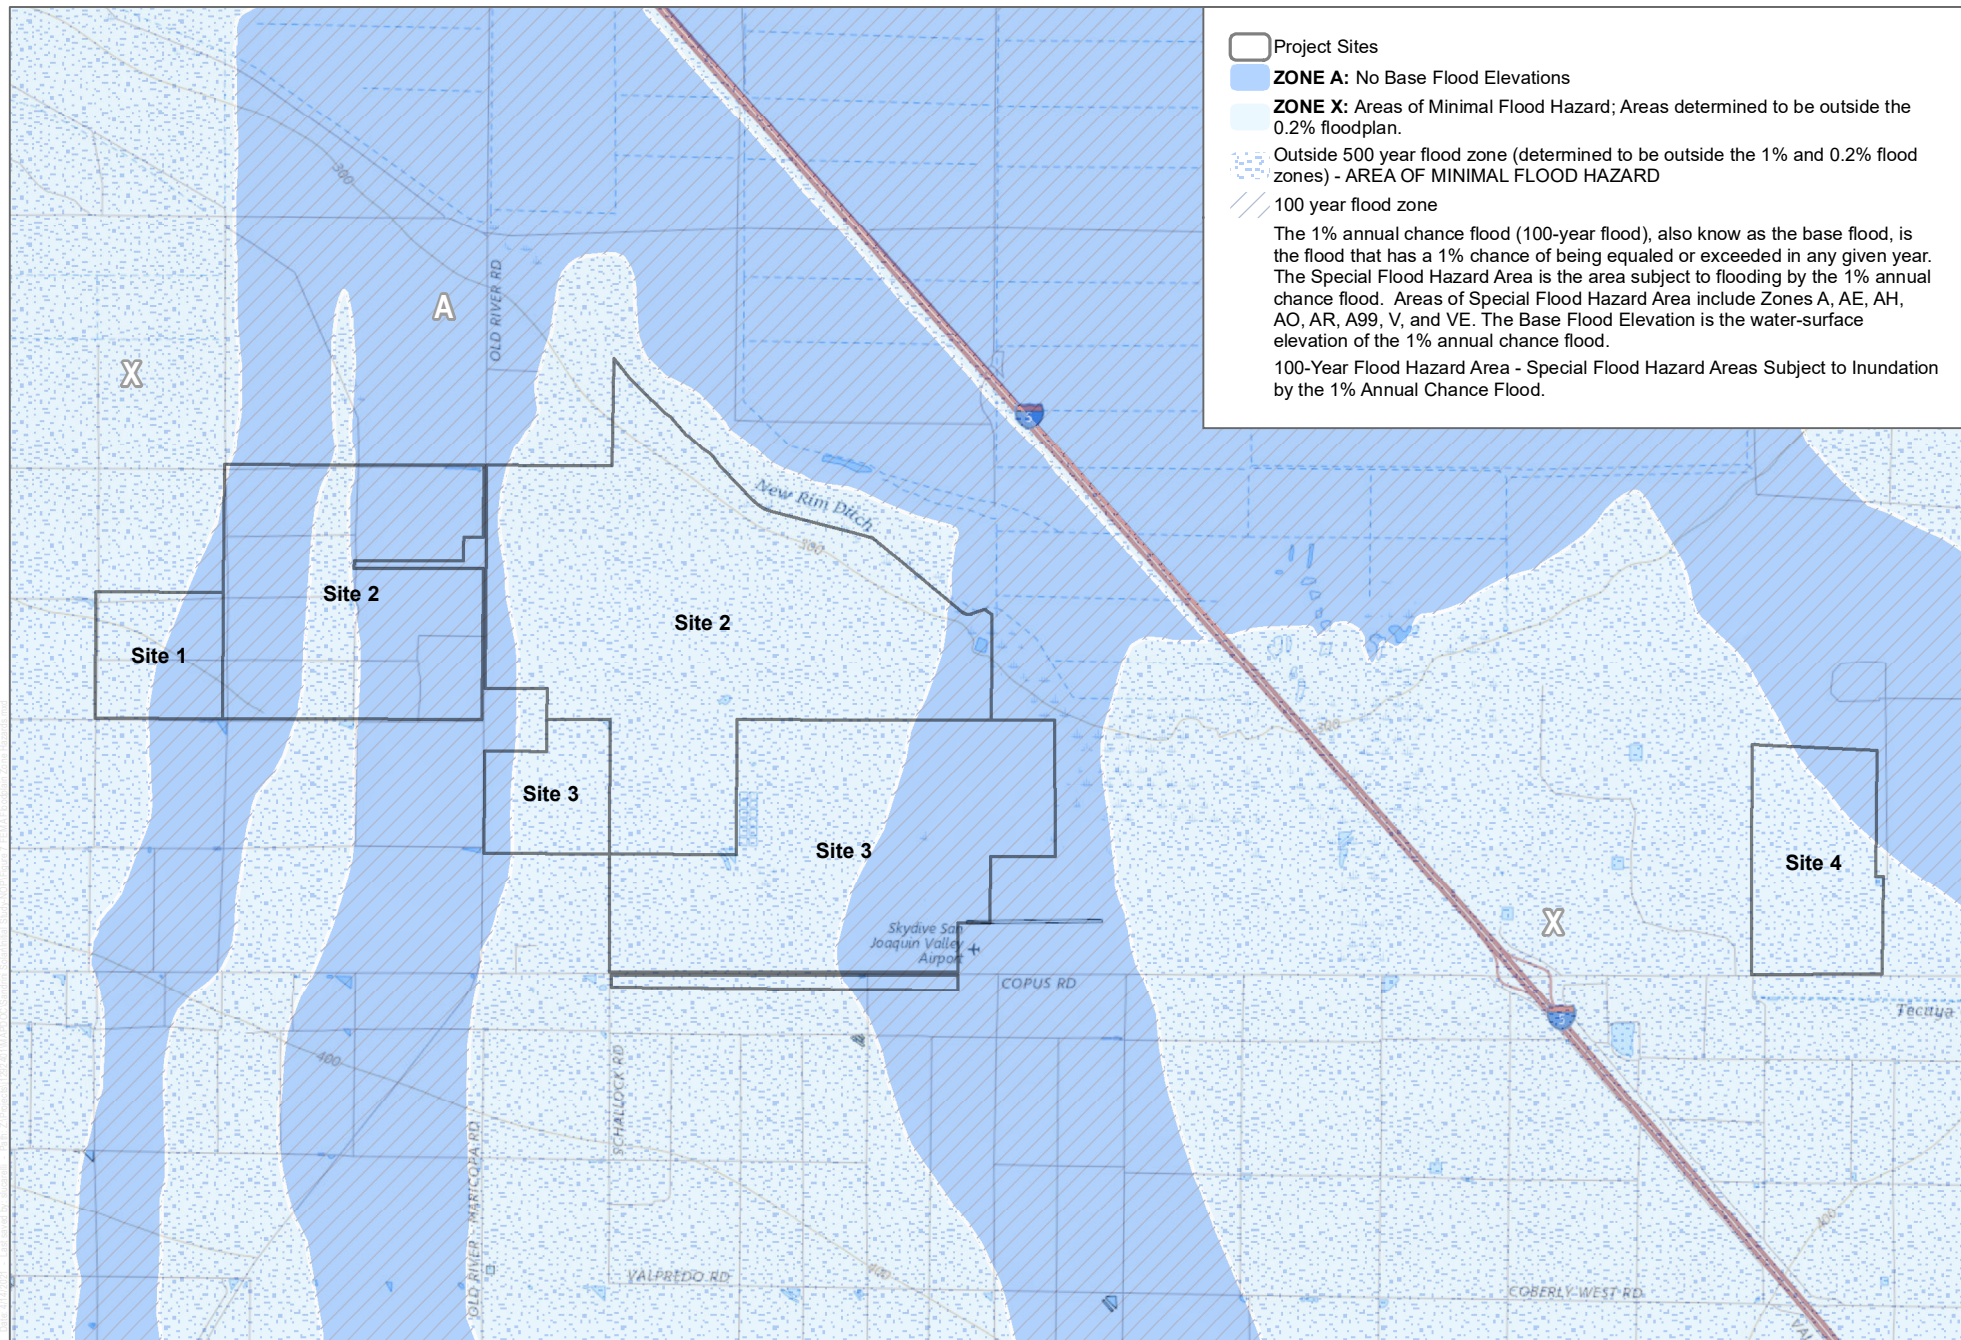 Project Sites
ZONE A: No Base Flood Elevations
ZONE X: Areas of Minimal Flood Hazard; Areas determined to be outside the
0.2% floodplan.
Outside 500 year flood zone (determined to be outside the 1% and 0.2% flood
zones) - AREA OF MINIMAL FLOOD HAZARD
100 year flood zone
The 1% annual chance flood (100-year flood), also know as the base flood, is
the flood that has a 1% chance of being equaled or exceeded in any given year.
The Special Flood Hazard Area is the area subject to flooding by the 1% annual
chance flood.  Areas of Special Flood Hazard Area include Zones A, AE, AH,
AO, AR, A99, V, and VE. The Base Flood Elevation is the water-surface
elevation of the 1% annual chance flood.
100-Year Flood Hazard Area - Special Flood Hazard Areas Subject to Inundation
by the 1% Annual Chance Flood.
300
A
OLD RIVER RD
X
5
New Rim Ditch
300
Site 2
Site 2
Site 1
300
Site 3
Site 3
Site 4
X
Skydive San
Joaquin Valley
Airport
COPUS RD
5
Tecuya
400
SCHALLOCK RD
OLD RIVER MARICOPA RD
400
VALPREDO RD
400
COBERLY WEST RD